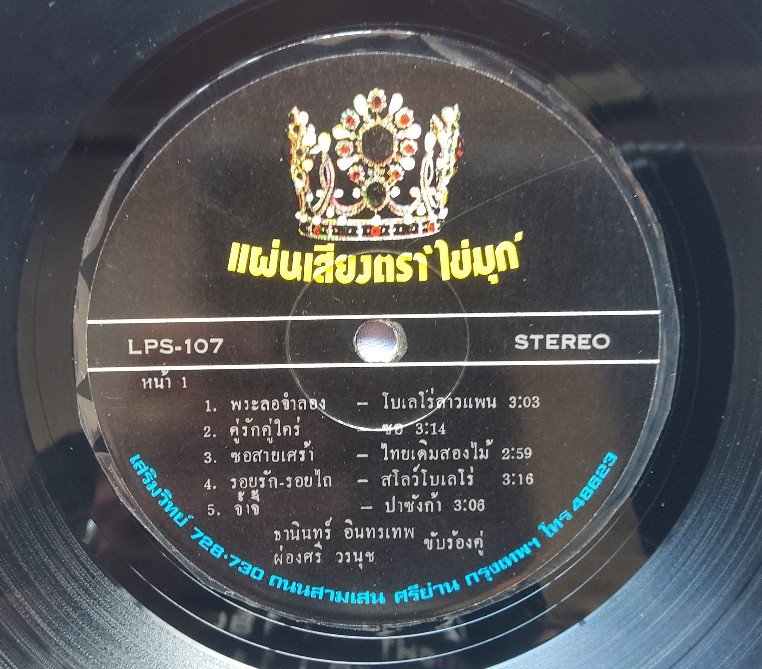 แผ่นเสียงตรา "ไข่มุก"
LPS-107
STEREO
หน้า 1
1. พระลอจำลอง – โบเลโร่ลาวแพน 3:03
2. คู่รักคู่ใคร่ – ซอ 3:14
3. ซอสายเศร้า – ไทยเดิมสองไม้ 2:59
4. รอยรัก-รอยไถ – สโลว์โบเลโร่ 3:16
5. จ้ำจี้ – ปาซังก้า 3:06
ธานินทร์ อินทรเทพ
ผ่องศรี วรนุช
ขับร้องคู่
เสริมวิทย์ 728-730 ถนนสามเสน ศรีย่าน กรุงเทพฯ โทร 48623